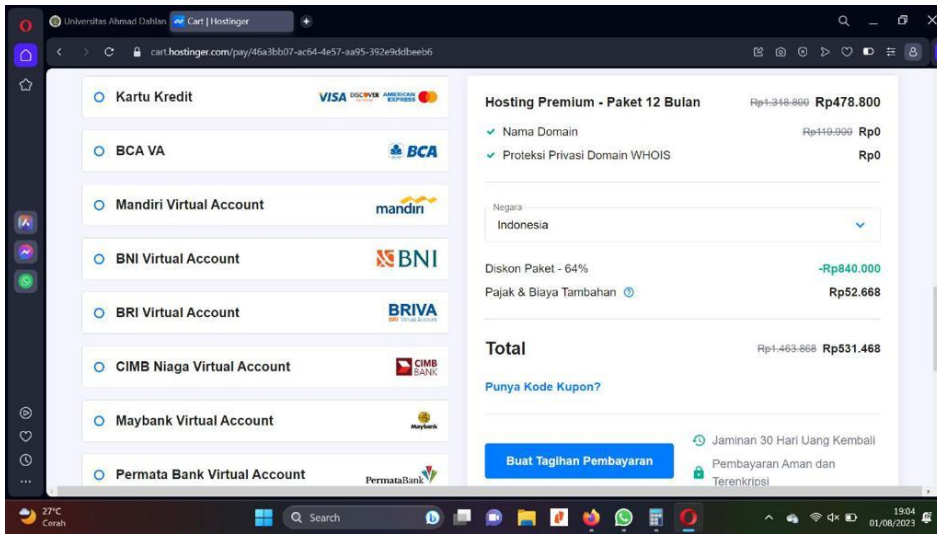 Universitas Ahmad Dahlan
Cart | Hostinger
cart.hostinger.com/pay/46a3bb07-ac64-4e57-aa95-392e9ddbeeb6
Kartu Kredit
VISA DISCOVER AMERICAN EXPRESS
BCA VA
BCA
Mandiri Virtual Account
mandiri
BNI Virtual Account
BNI
BRI Virtual Account
BRIVA
CIMB Niaga Virtual Account
CIMB BANK
Maybank Virtual Account
Maybank
Permata Bank Virtual Account
PermataBank
Hosting Premium - Paket 12 Bulan Rp1.318.800 Rp478.800
Nama Domain Rp119.900 Rp0
Proteksi Privasi Domain WHOIS Rp0
Negara
Indonesia
Diskon Paket - 64% -Rp840.000
Pajak & Biaya Tambahan Rp52.668
Total Rp1.463.868 Rp531.468
Punya Kode Kupon?
Buat Tagihan Pembayaran
Jaminan 30 Hari Uang Kembali
Pembayaran Aman dan
Terenkripsi
27°C
Cerah
Search
19:04
01/08/2023